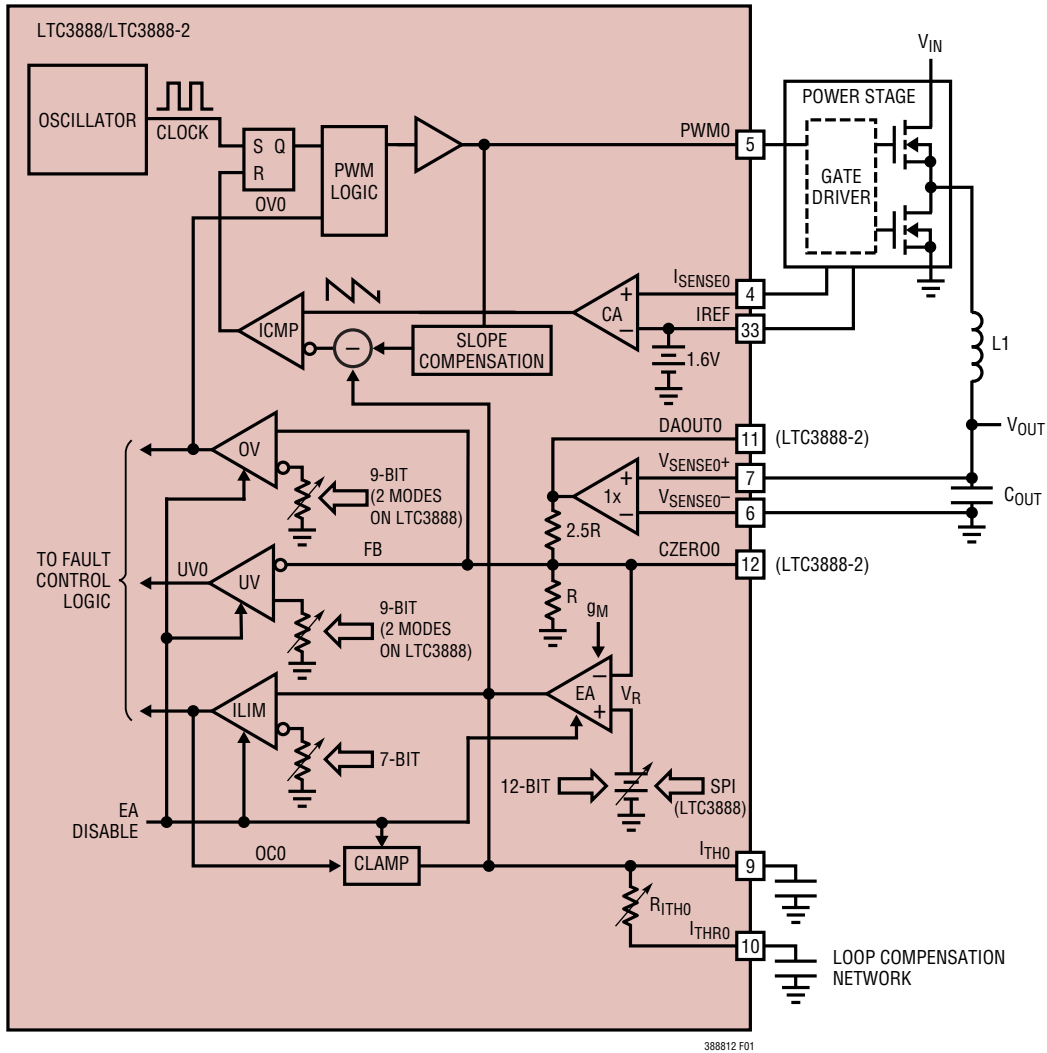 LTC3888/LTC3888-2
OSCILLATOR
CLOCK
S Q
R
OV0
PWM
LOGIC
PWM0
5
VIN
POWER STAGE
GATE
DRIVER
ISENSE0
4
IREF
33
CA
+
–
1.6V
ICMP
–
SLOPE
COMPENSATION
L1
DAOUT0
11
(LTC3888-2)
VOUT
VSENSE0+
7
VSENSE0–
6
1x
+
–
COUT
2.5R
CZERO0
12
(LTC3888-2)
R
OV
9-BIT
(2 MODES
ON LTC3888)
FB
TO FAULT
CONTROL
LOGIC
UV0
UV
9-BIT
(2 MODES
ON LTC3888)
gM
EA
–
+
VR
ILIM
7-BIT
12-BIT
SPI
(LTC3888)
EA
DISABLE
OC0
CLAMP
ITH0
9
RITH0
ITHR0
10
LOOP COMPENSATION
NETWORK
388812 F01